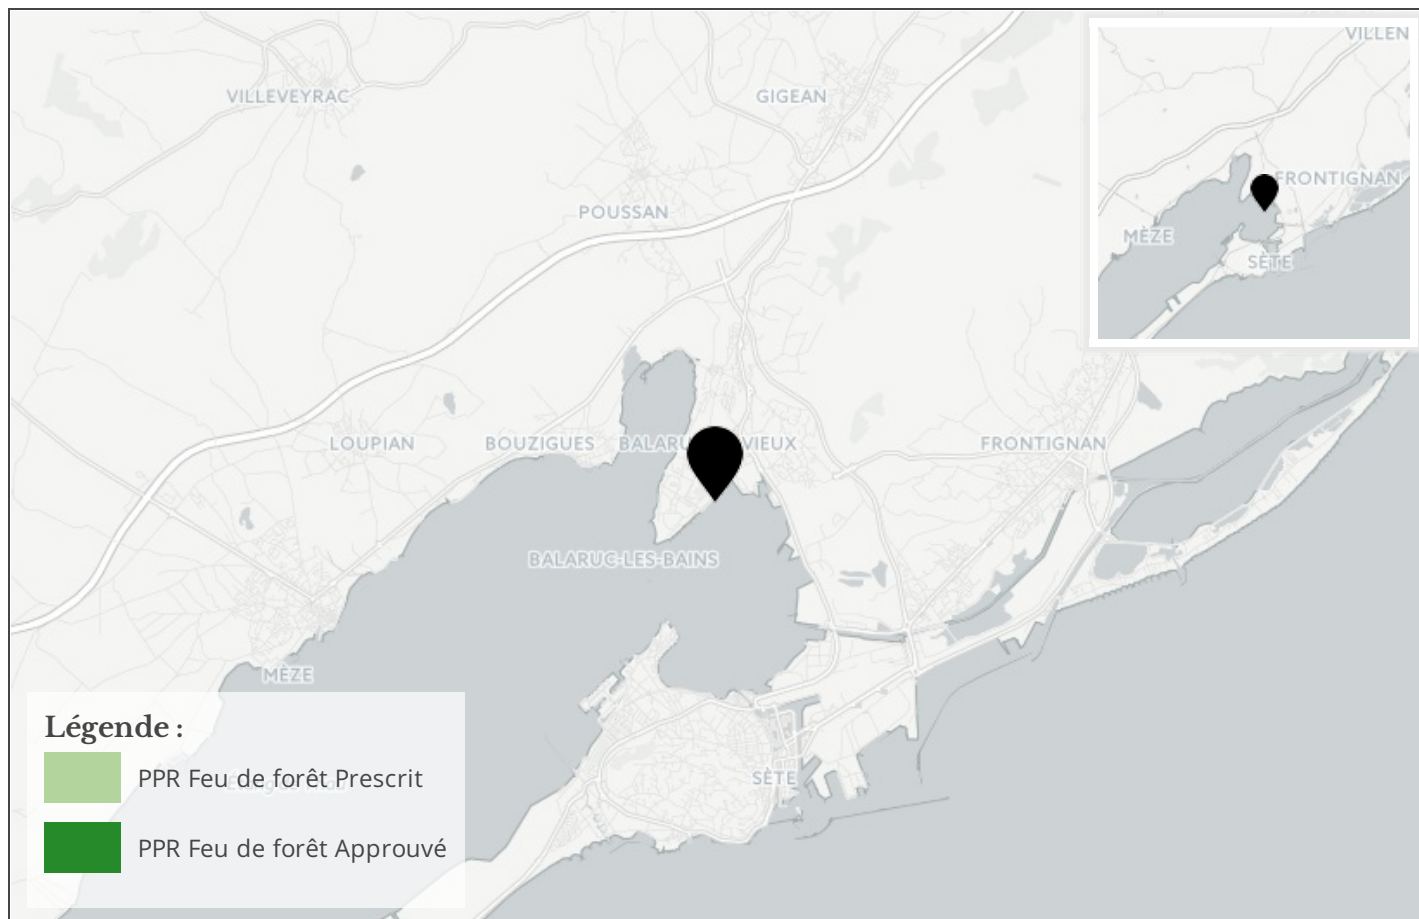 VILLEVEYRAC
GIGEAN
VILLEN
FRONTIGNAN
MÈZE
SÈTE
POUSSAN
LOUPIAN
BOUZIGUES
BALARU VIEUX
FRONTIGNAN
BALARUC-LES-BAINS
MÈZE
SÈTE
Légende :
PPR Feu de forêt Prescrit
PPR Feu de forêt Approuvé